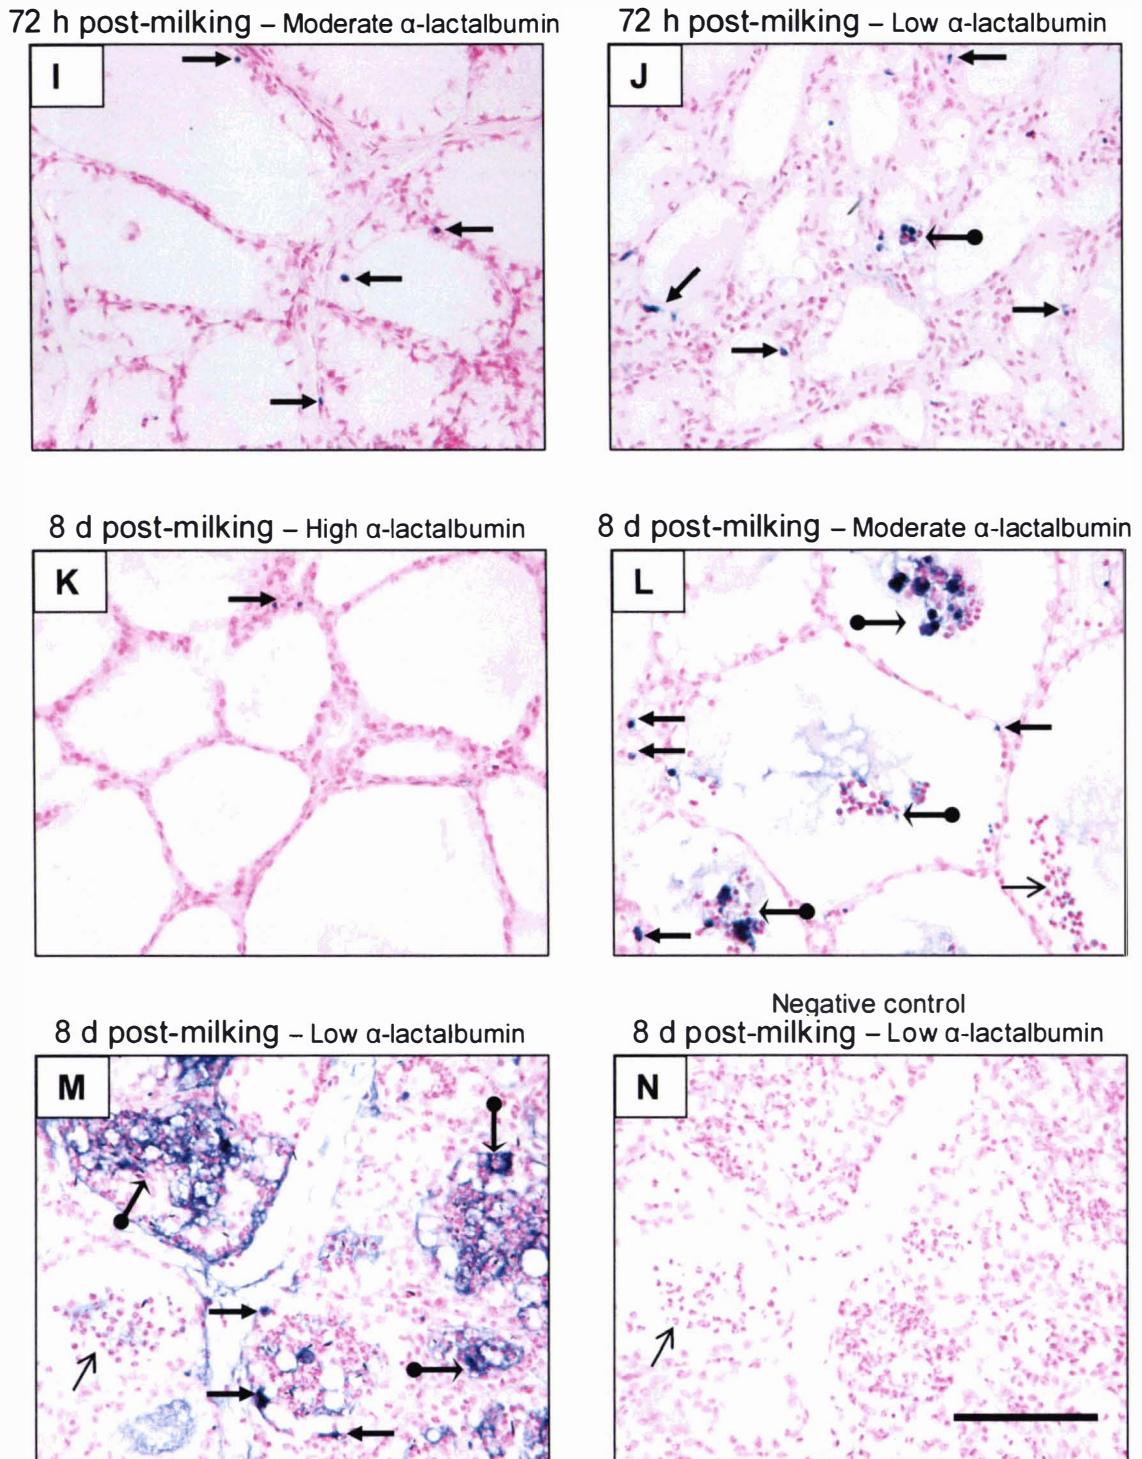 72 h post-milking – Moderate α-lactalbumin
72 h post-milking – Low α-lactalbumin
I
J
8 d post-milking – High α-lactalbumin
8 d post-milking – Moderate α-lactalbumin
K
L
Negative control
8 d post-milking – Low α-lactalbumin
8 d post-milking – Low α-lactalbumin
M
N